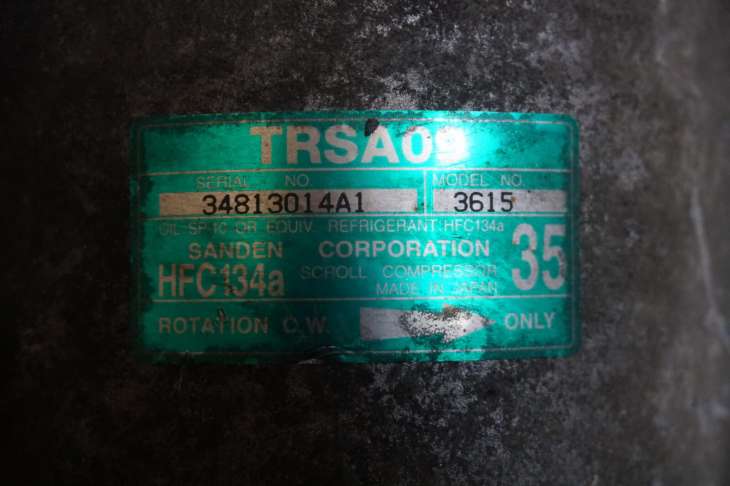 TRSA09
SERIAL NO. MODEL NO.
34813014A1 3615
OIL SP-10 OR EQUIV. REFRIGERANT:HFC134a
SANDEN CORPORATION 35
HFC134a SCROLL COMPRESSOR
MADE IN JAPAN
ROTATION C.W. ONLY